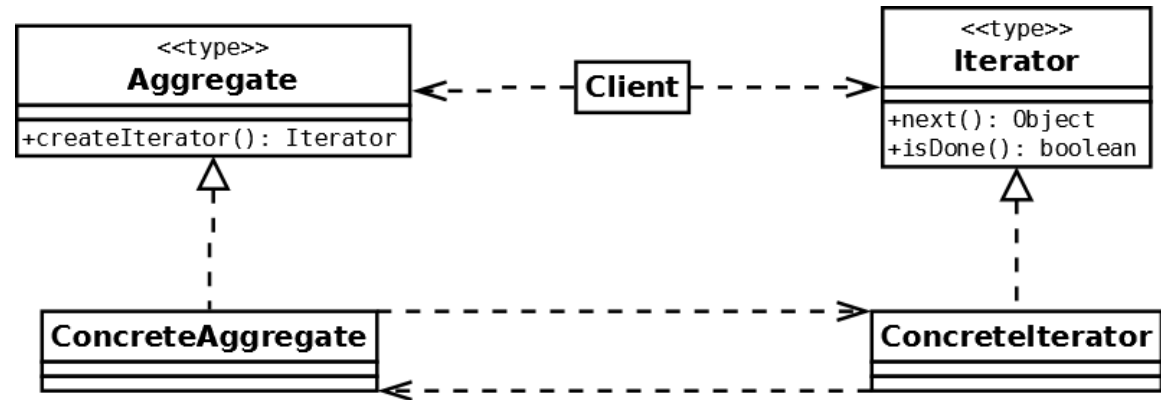 <<type>>
Aggregate
+createIterator(): Iterator
Client
<<type>>
Iterator
+next(): Object
+isDone(): boolean
ConcreteAggregate
ConcreteIterator